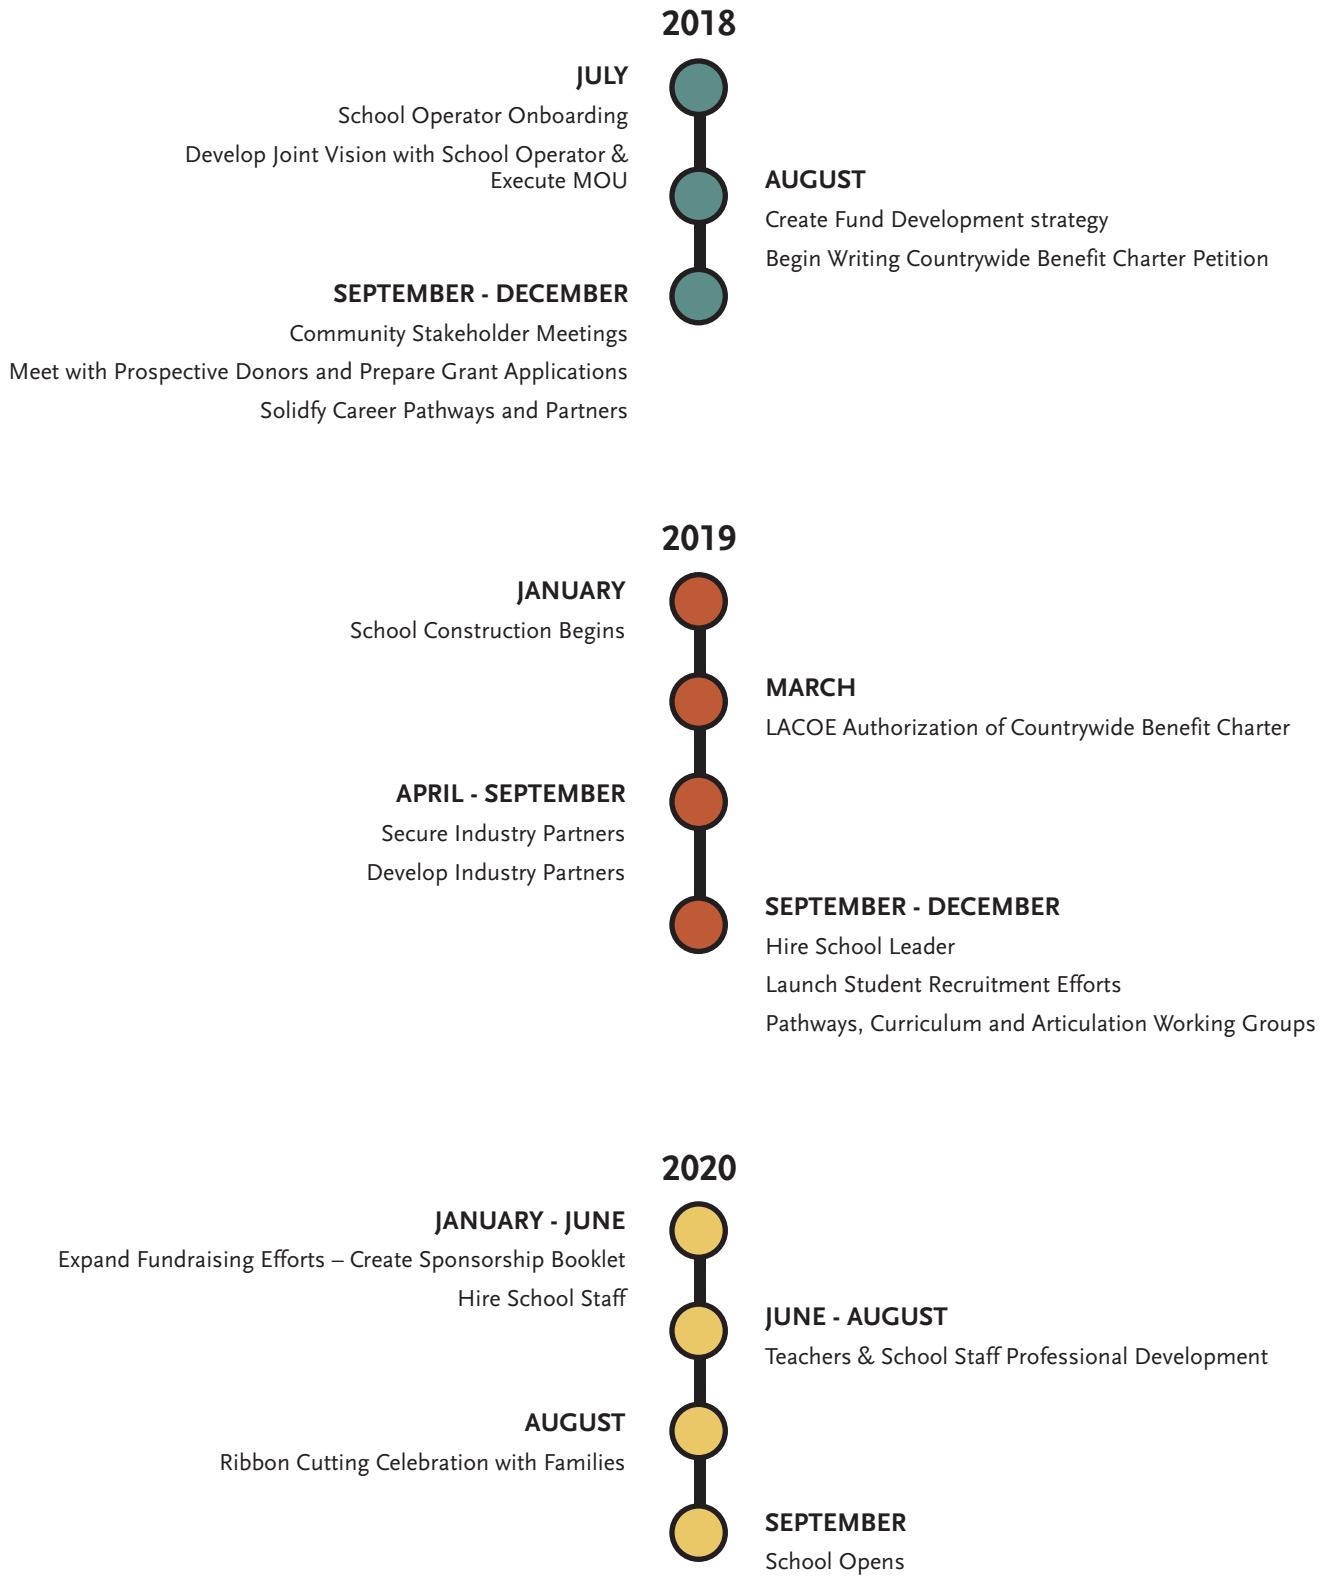 2018
JULY
School Operator Onboarding
Develop Joint Vision with School Operator &
Execute MOU
AUGUST
Create Fund Development strategy
Begin Writing Countrywide Benefit Charter Petition
SEPTEMBER - DECEMBER
Community Stakeholder Meetings
Meet with Prospective Donors and Prepare Grant Applications
Solidfy Career Pathways and Partners
2019
JANUARY
School Construction Begins
MARCH
LACOE Authorization of Countrywide Benefit Charter
APRIL - SEPTEMBER
Secure Industry Partners
Develop Industry Partners
SEPTEMBER - DECEMBER
Hire School Leader
Launch Student Recruitment Efforts
Pathways, Curriculum and Articulation Working Groups
2020
JANUARY - JUNE
Expand Fundraising Efforts – Create Sponsorship Booklet
Hire School Staff
JUNE - AUGUST
Teachers & School Staff Professional Development
AUGUST
Ribbon Cutting Celebration with Families
SEPTEMBER
School Opens